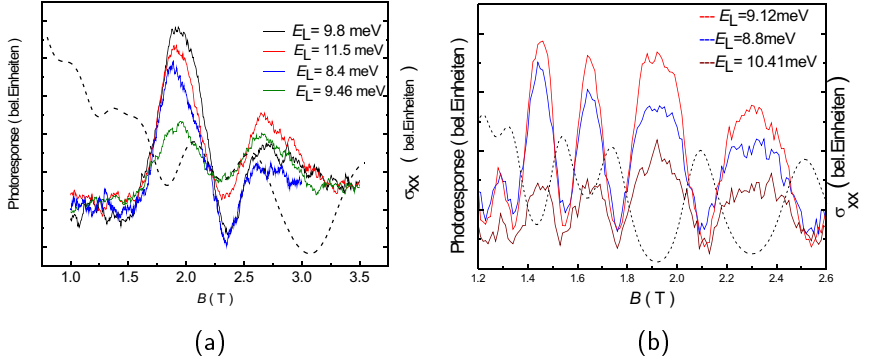 E_L= 9.8 meV
E_L= 11.5 meV
E_L= 8.4 meV
E_L= 9.46 meV
Photoresponse ( bel.Einheiten )
σxx ( bel.Einheiten )
1.0 1.5 2.0 2.5 3.0 3.5
B ( T )
(a)
E_L=9.12meV
E_L=8.8meV
E_L= 10.41meV
Photoresponse ( bel.Einheiten )
σxx ( bel.Einheiten )
1.2 1.4 1.6 1.8 2.0 2.2 2.4 2.6
B ( T )
(b)